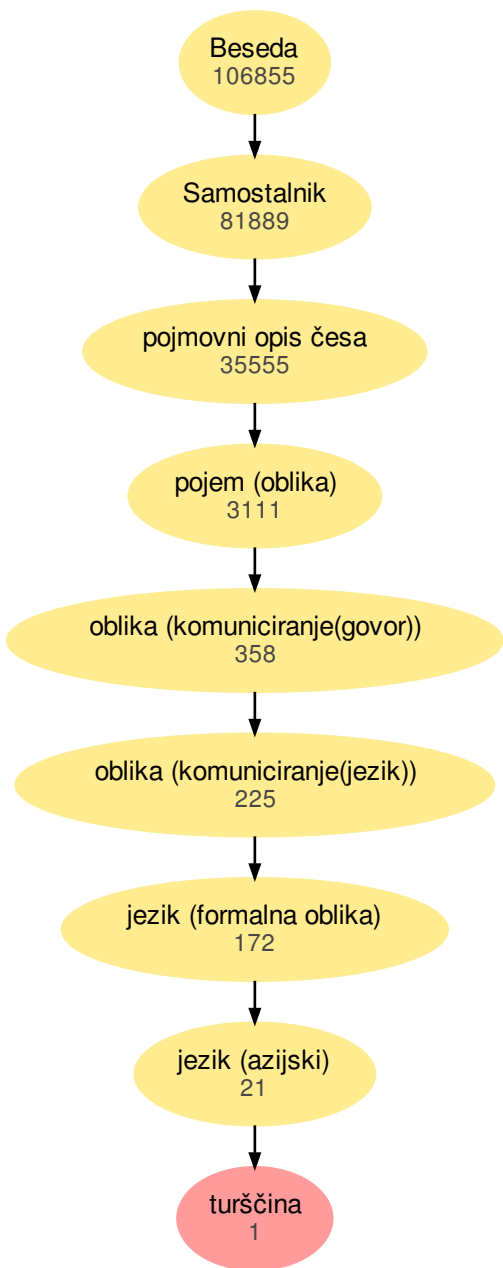 Beseda
106855
Samostalnik
81889
pojmovni opis česa
35555
pojem (oblika)
3111
oblika (komuniciranje(govor))
358
oblika (komuniciranje(jezik))
225
jezik (formalna oblika)
172
jezik (azijski)
21
turščina
1